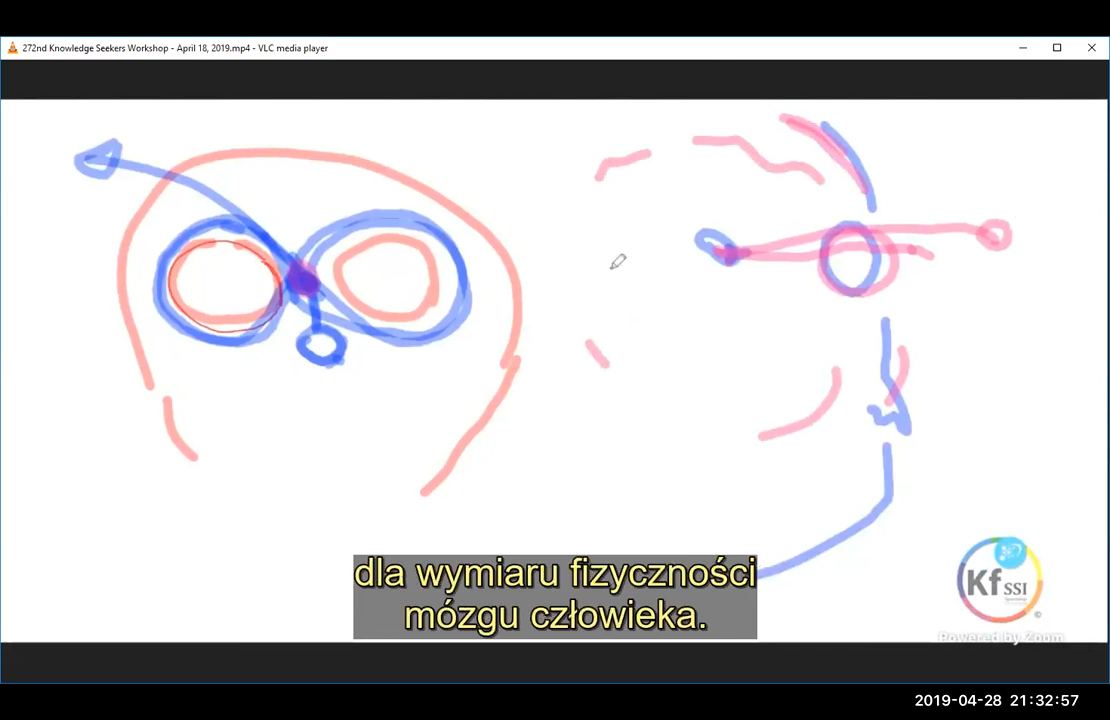 272nd Knowledge Seekers Workshop - April 18, 2019.mp4 - VLC media player
dla wymiaru fizyczności
mózgu człowieka.
Kf SSI
Powered by Zoom
2019-04-28 21:32:57